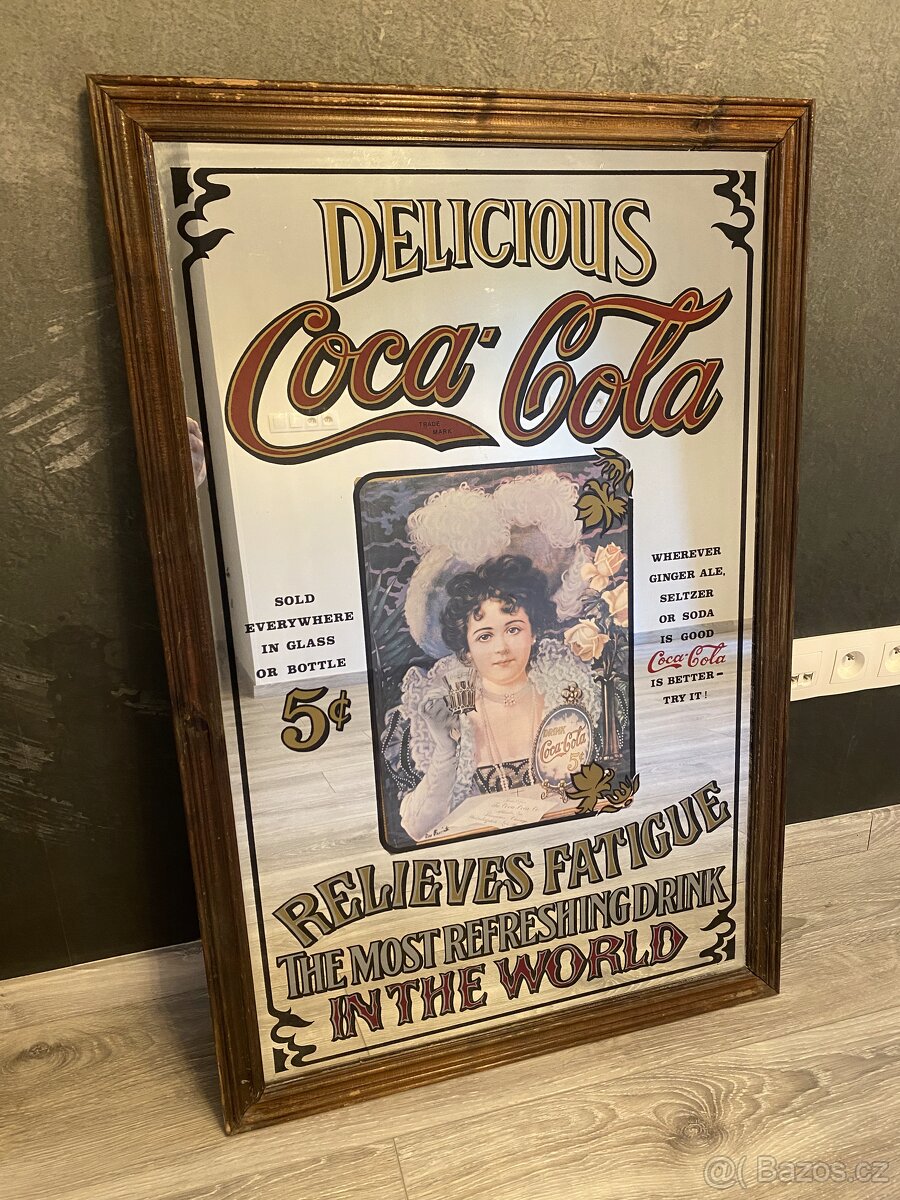 DELICIOUS
Coca-Cola
TRADE
MARK
SOLD
EVERYWHERE
IN GLASS
OR BOTTLE
5¢
WHEREVER
GINGER ALE,
SELTZER
OR SODA
IS GOOD
Coca-Cola
IS BETTER–
TRY IT!
DRINK
Coca-Cola
5¢
RELIEVES FATIGUE
THE MOST REFRESHING DRINK
IN THE WORLD
@( Bazos.cz